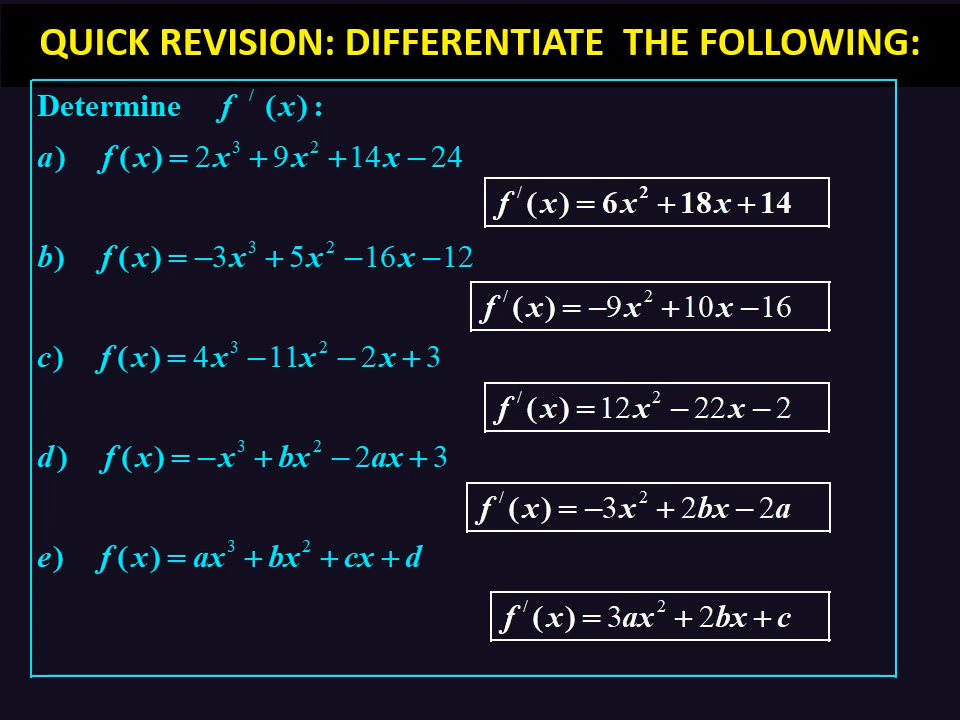 QUICK REVISION: DIFFERENTIATE THE FOLLOWING:
Determine f ′ (x) :
a) f(x) = 2x³ + 9x² + 14x − 24
f′(x) = 6x² + 18x + 14
b) f(x) = −3x³ + 5x² − 16x − 12
f′(x) = −9x² + 10x − 16
c) f(x) = 4x³ − 11x² − 2x + 3
f′(x) = 12x² − 22x − 2
d) f(x) = −x³ + bx² − 2ax + 3
f′(x) = −3x² + 2bx − 2a
e) f(x) = ax³ + bx² + cx + d
f′(x) = 3ax² + 2bx + c